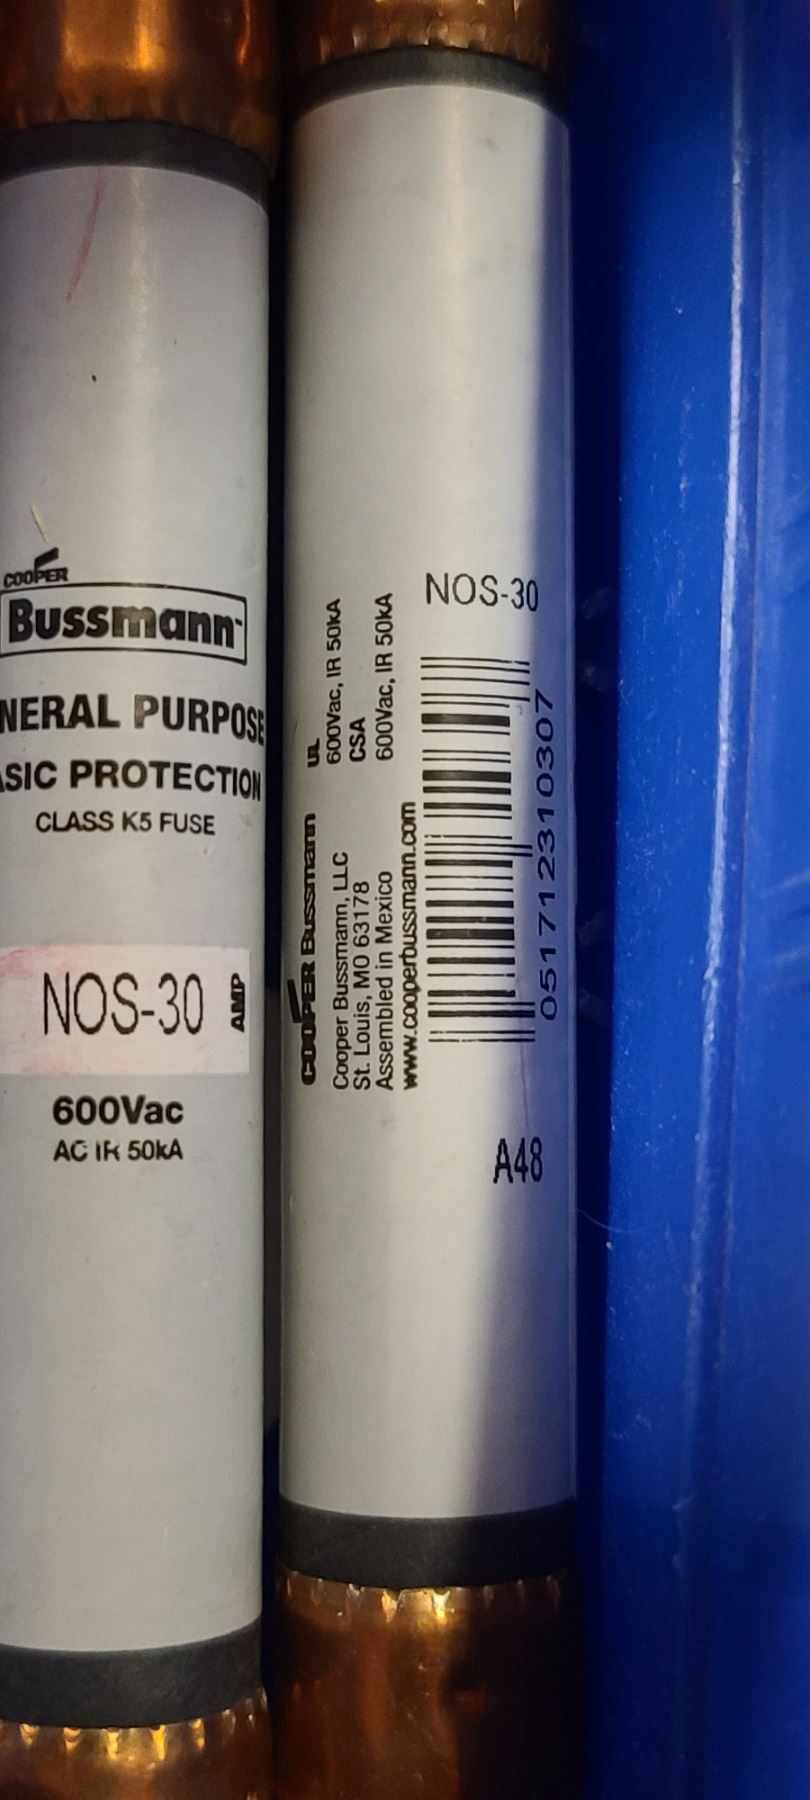 COOPER
Bussmann
NERAL PURPOSE
ASIC PROTECTION
CLASS K5 FUSE
NOS-30 AMP
600Vac
AC IR 50kA
COOPER Bussmann
Cooper Bussmann, LLC
St. Louis, MO 63178
Assembled in Mexico
www.cooperbussmann.com
UL
600Vac, IR 50kA
CSA
600Vac, IR 50kA
NOS-30
051712310307
A48